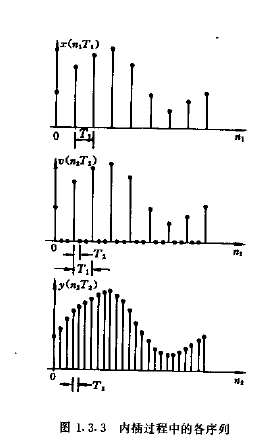 x(n₁T₁)
0
T₁
n₁
v(n₂T₂)
0
n₂
T₂
T₁
y(n₂T₂)
0
n₂
T₂
图 1.3.3 内插过程中的各序列